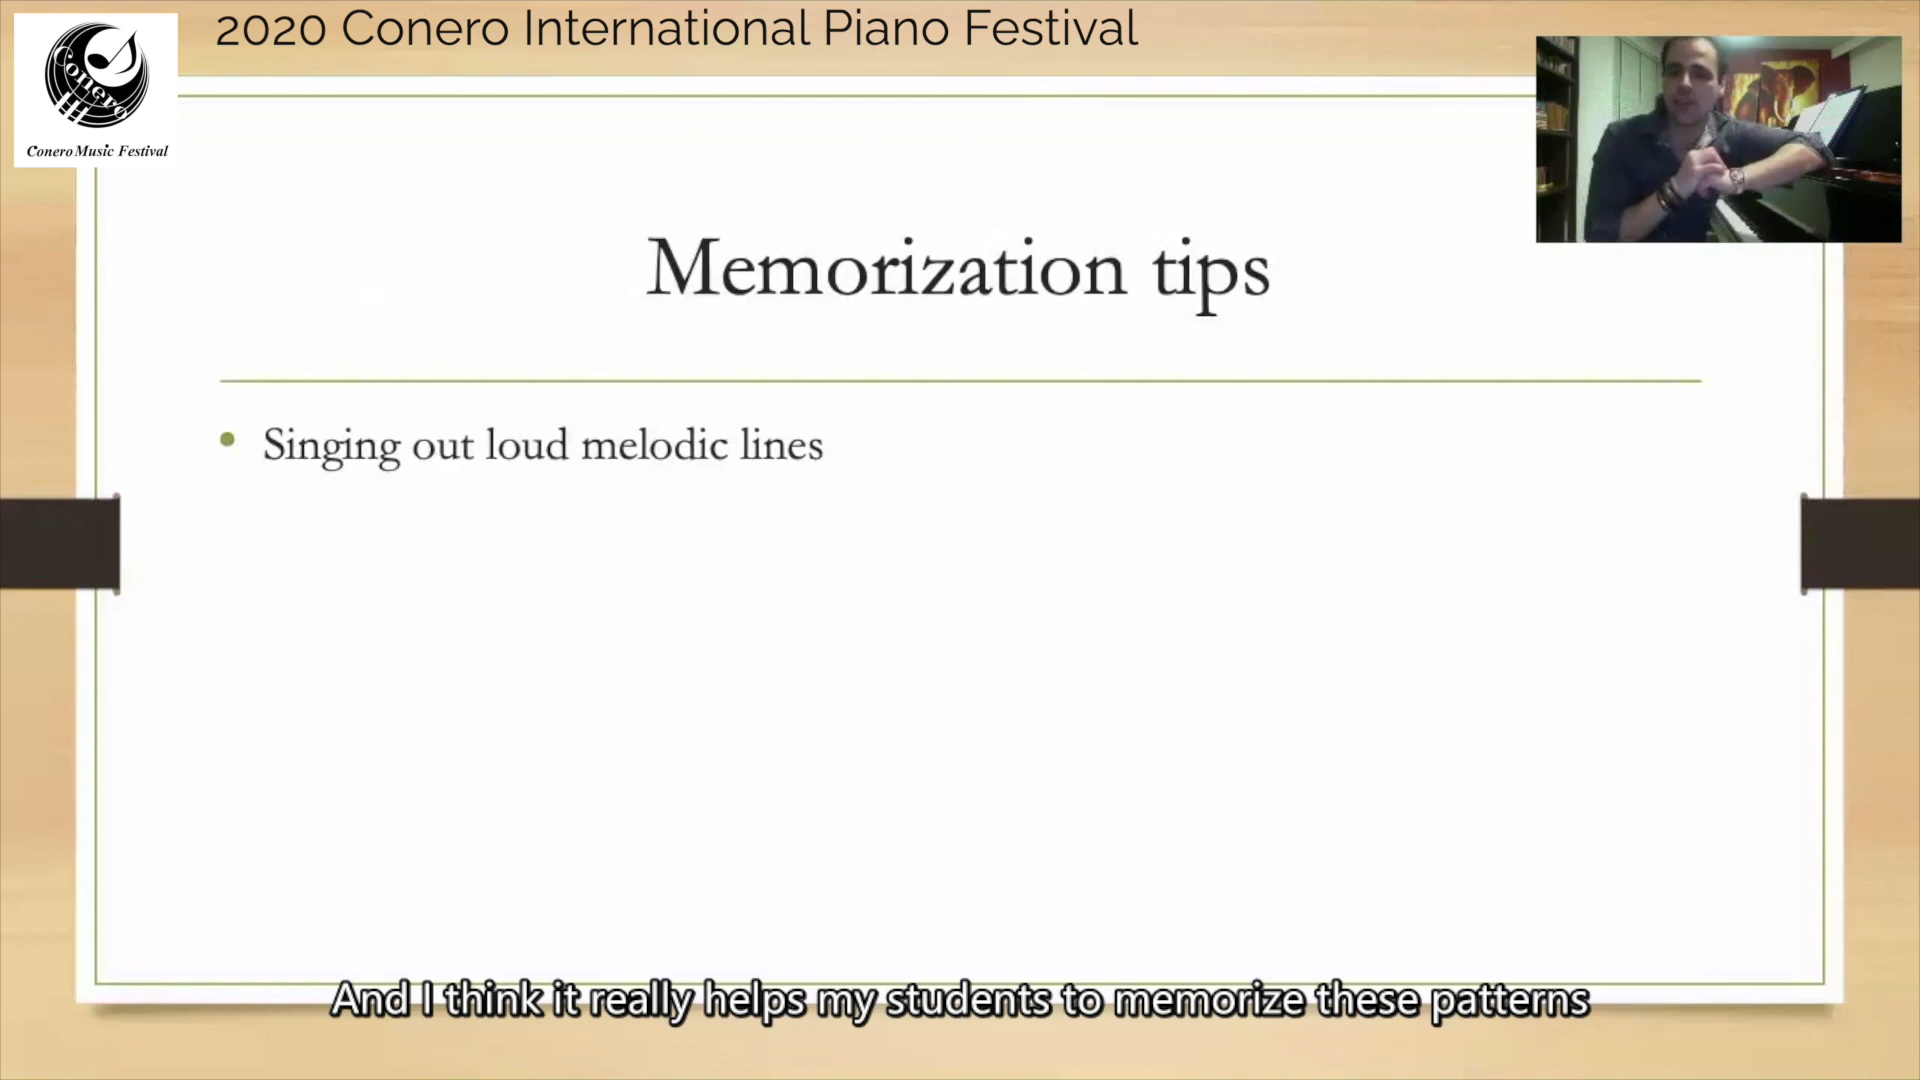 2020 Conero International Piano Festival
Conero
Conero Music Festival
Memorization tips
• Singing out loud melodic lines
And I think it really helps my students to memorize these patterns